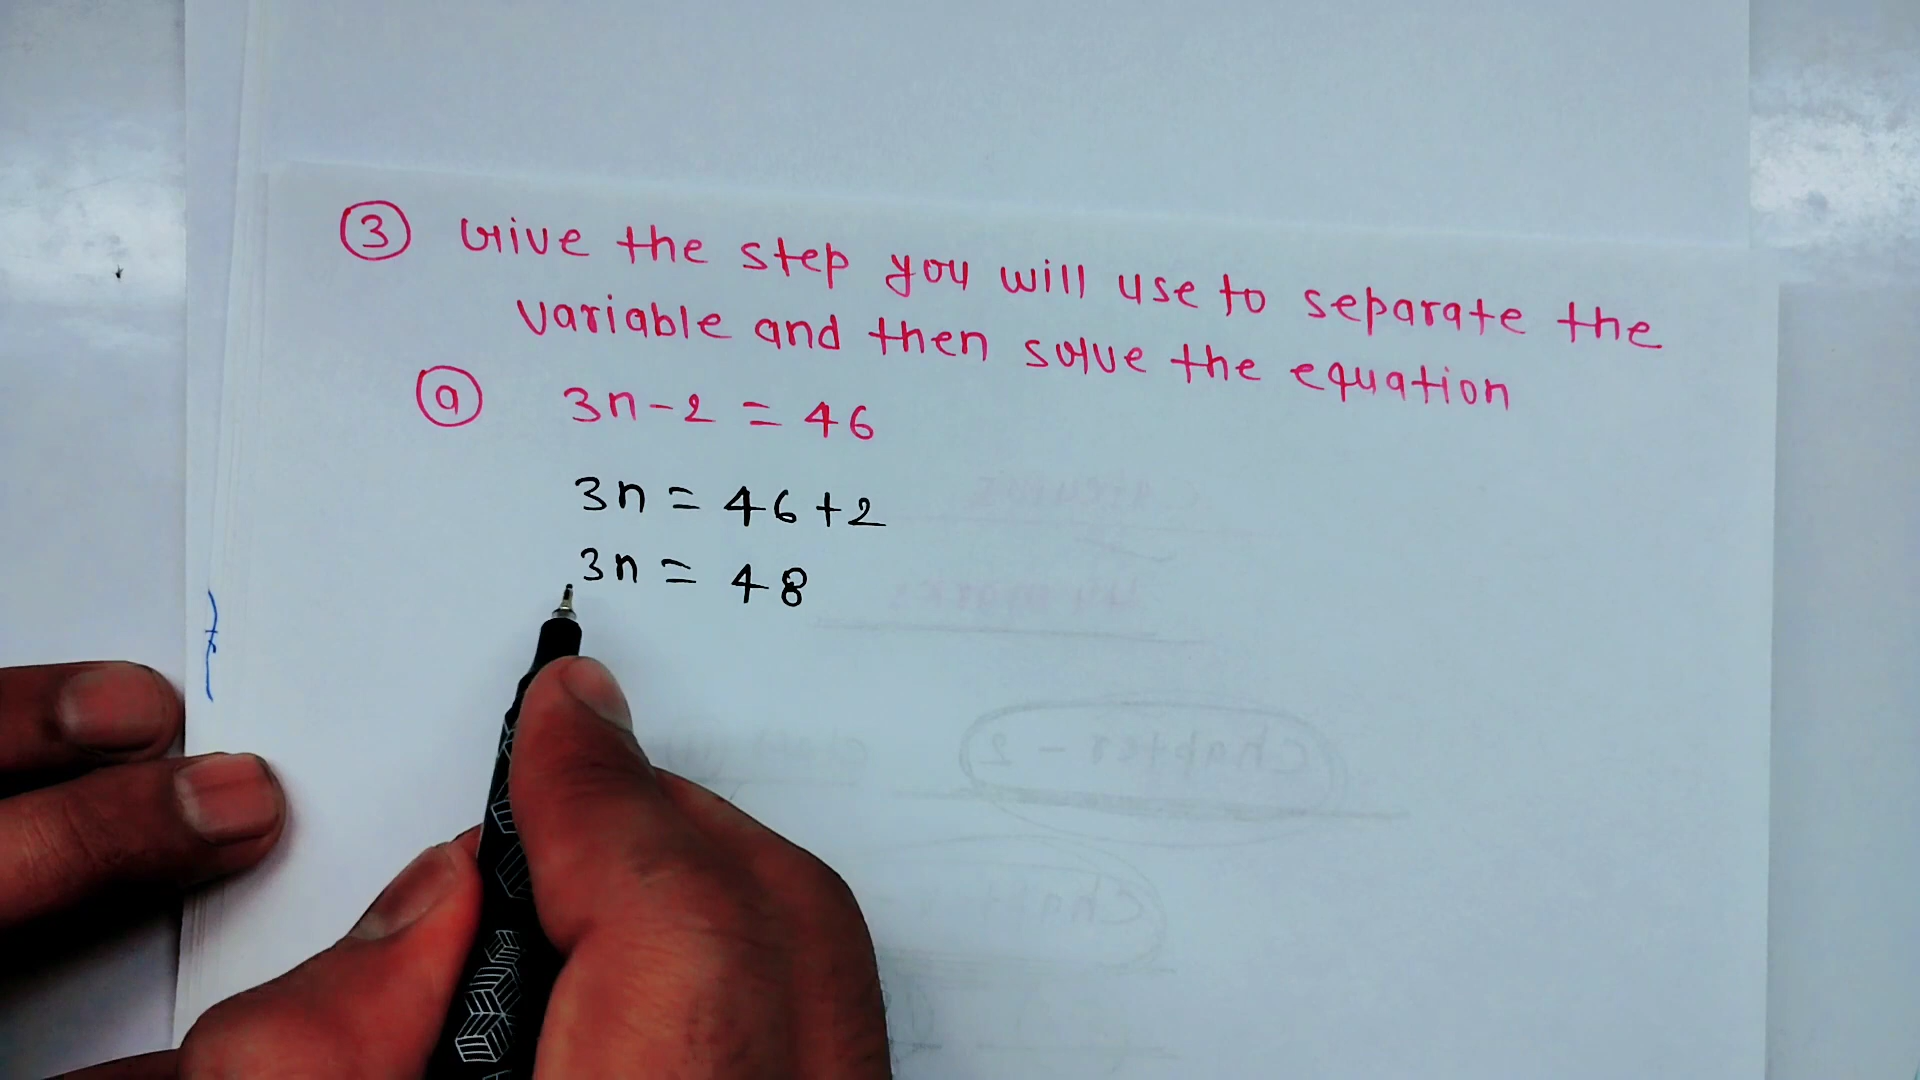 ③ Give the step you will use to separate the
variable and then solve the equation
ⓐ 3n - 2 = 46
3n = 46 + 2
3n = 48